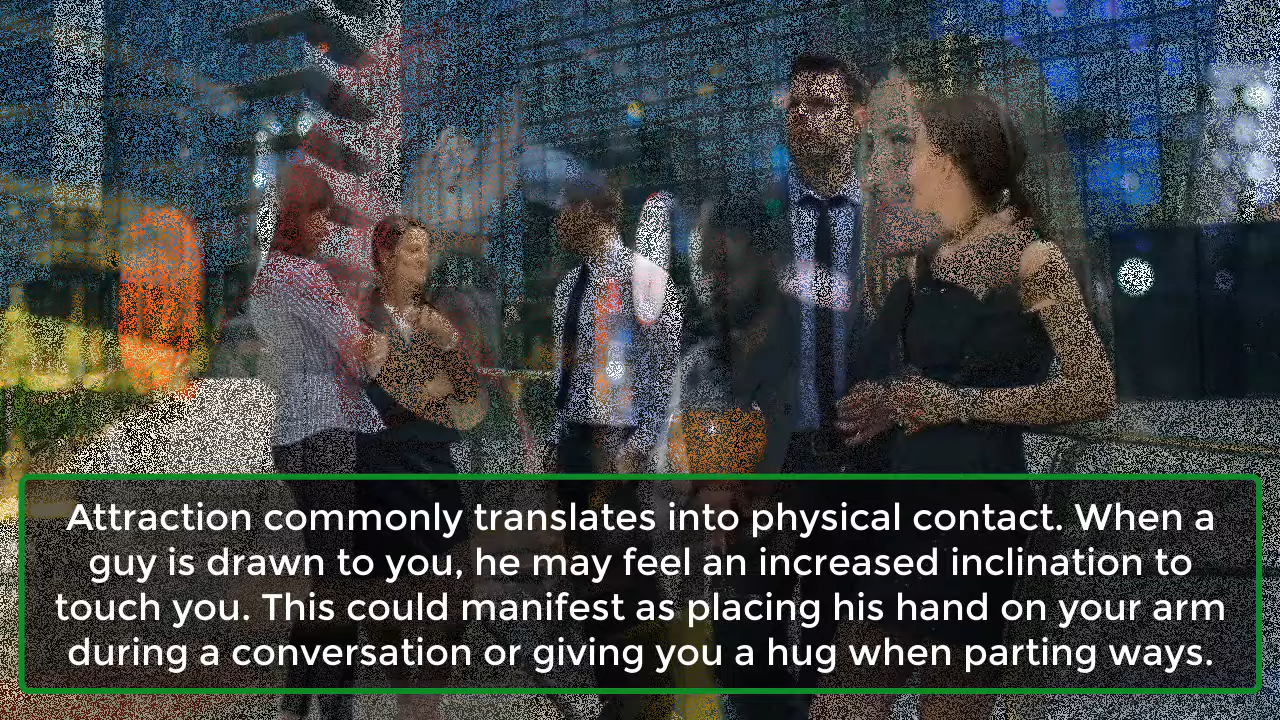 Attraction commonly translates into physical contact. When a
guy is drawn to you, he may feel an increased inclination to
touch you. This could manifest as placing his hand on your arm
during a conversation or giving you a hug when parting ways.